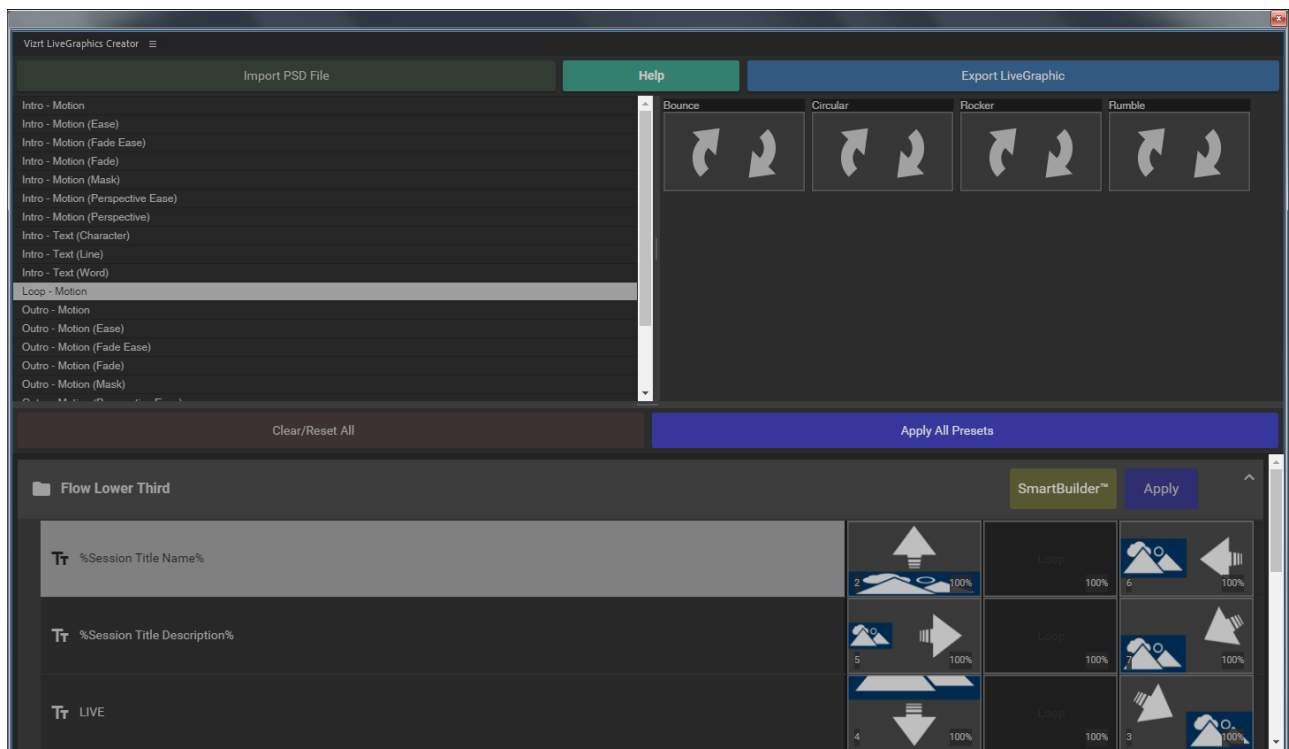 Vizrt LiveGraphics Creator
Import PSD File
Help
Export LiveGraphic
Intro - Motion
Intro - Motion (Ease)
Intro - Motion (Fade Ease)
Intro - Motion (Fade)
Intro - Motion (Mask)
Intro - Motion (Perspective Ease)
Intro - Motion (Perspective)
Intro - Text (Character)
Intro - Text (Line)
Intro - Text (Word)
Loop - Motion
Outro - Motion
Outro - Motion (Ease)
Outro - Motion (Fade Ease)
Outro - Motion (Fade)
Outro - Motion (Mask)
Bounce
Circular
Rocker
Rumble
Clear/Reset All
Apply All Presets
Flow Lower Third
SmartBuilder™
Apply
%Session Title Name%
2 100%
Loop
100%
6 100%
%Session Title Description%
5 100%
Loop
100%
7 100%
LIVE
4 100%
Loop
100%
3 100%